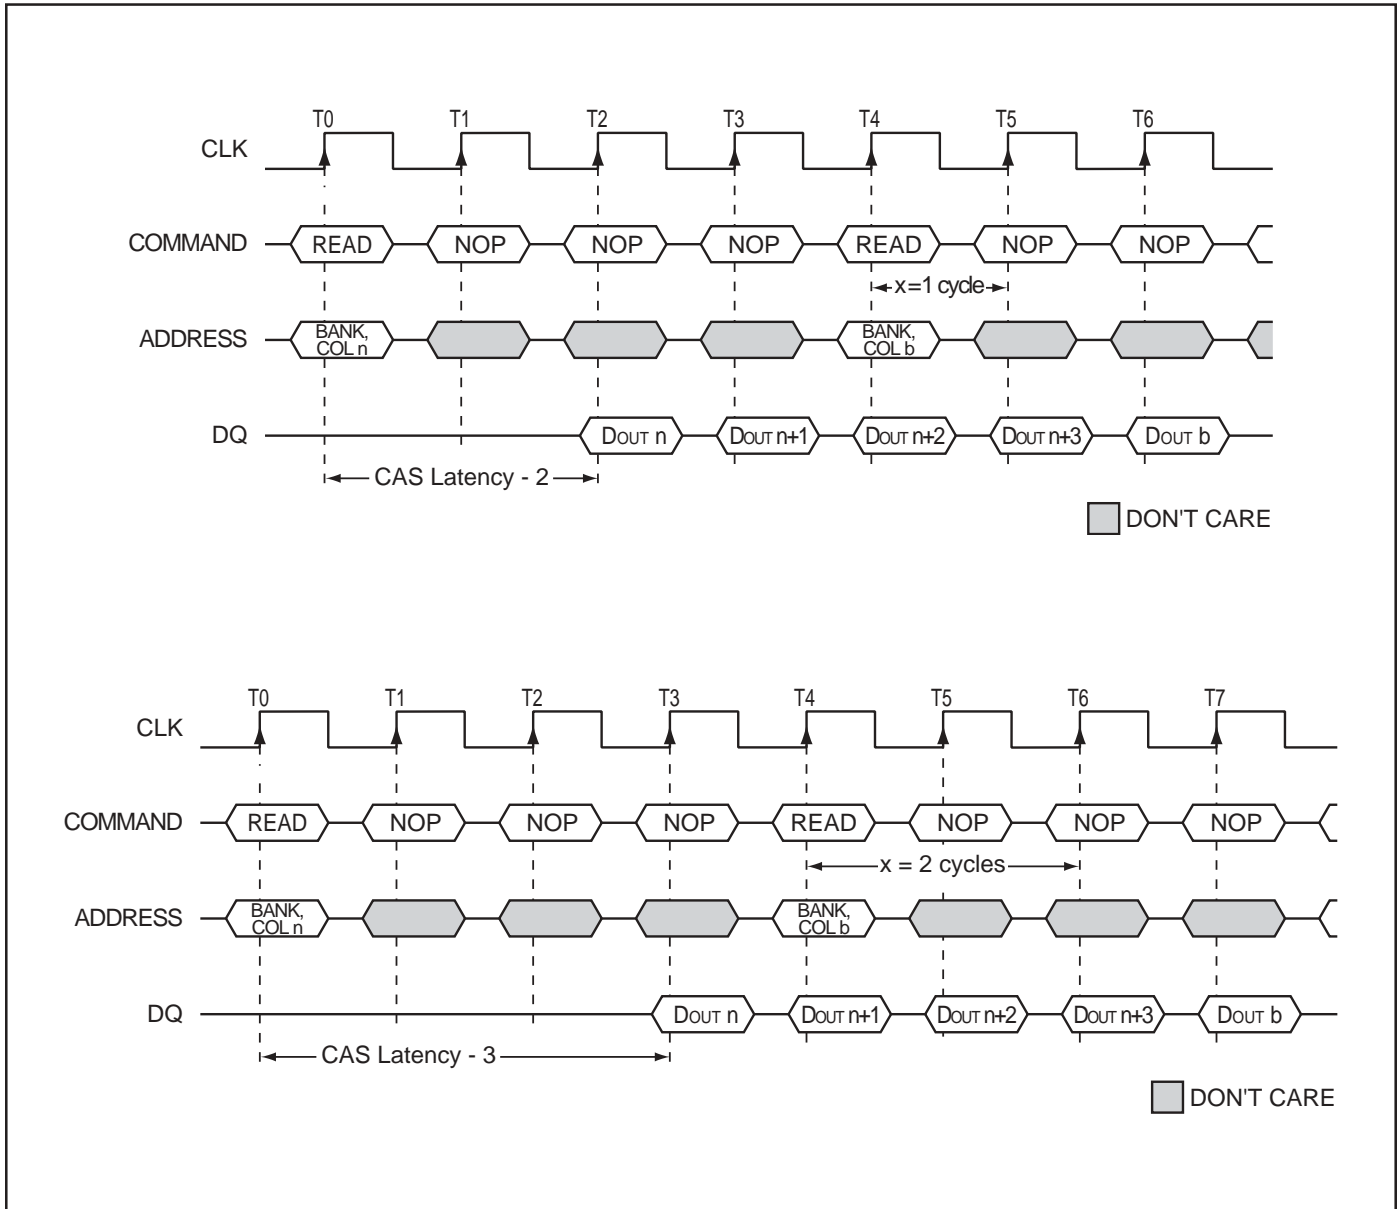 T0 T1 T2 T3 T4 T5 T6
CLK
COMMAND READ NOP NOP NOP READ NOP NOP
x=1 cycle
ADDRESS BANK, COL n BANK, COL b
DQ DOUT n DOUT n+1 DOUT n+2 DOUT n+3 DOUT b
CAS Latency - 2
DON'T CARE
T0 T1 T2 T3 T4 T5 T6 T7
CLK
COMMAND READ NOP NOP NOP READ NOP NOP NOP
x = 2 cycles
ADDRESS BANK, COL n BANK, COL b
DQ DOUT n DOUT n+1 DOUT n+2 DOUT n+3 DOUT b
CAS Latency - 3
DON'T CARE